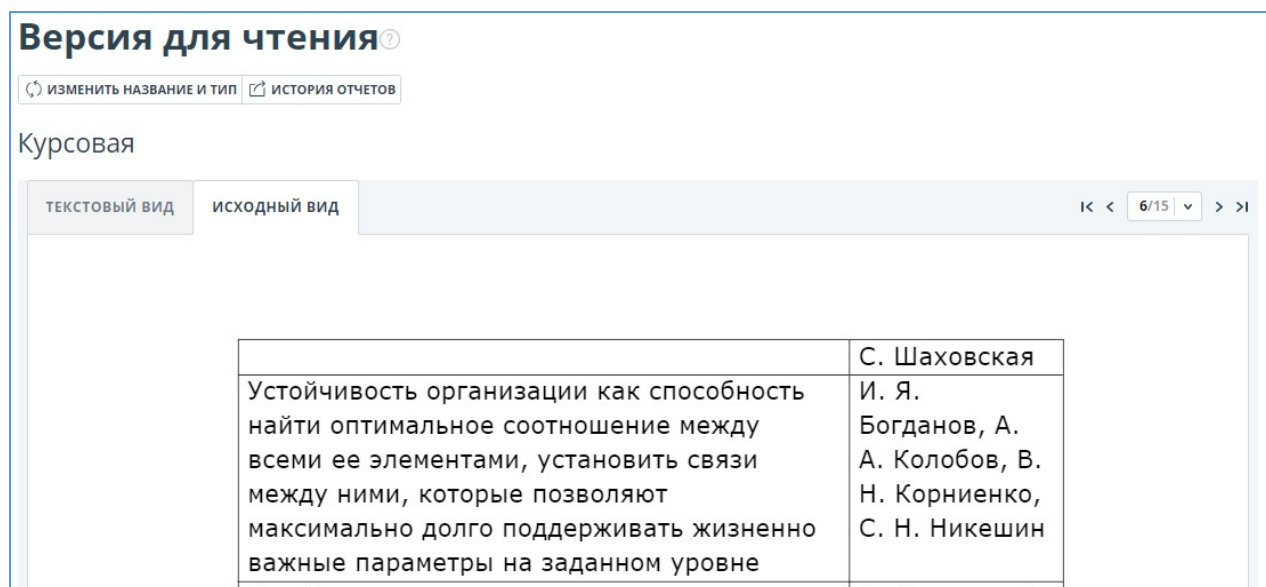 Версия для чтения
ИЗМЕНИТЬ НАЗВАНИЕ И ТИП ИСТОРИЯ ОТЧЕТОВ
Курсовая
ТЕКСТОВЫЙ ВИД ИСХОДНЫЙ ВИД 6/15
С. Шаховская
Устойчивость организации как способность
найти оптимальное соотношение между
всеми ее элементами, установить связи
между ними, которые позволяют
максимально долго поддерживать жизненно
важные параметры на заданном уровне
И. Я.
Богданов, А.
А. Колобов, В.
Н. Корниенко,
С. Н. Никешин